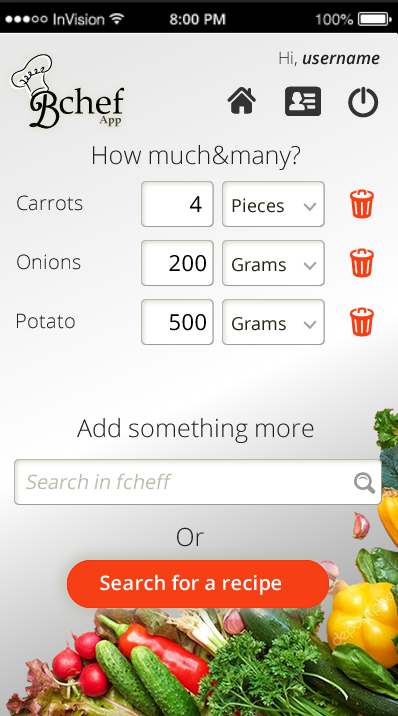 InVision 8:00 PM 100%
Hi, username
Bchef
App
How much&many?
Carrots 4 Pieces
Onions 200 Grams
Potato 500 Grams
Add something more
Search in fcheff
Or
Search for a recipe